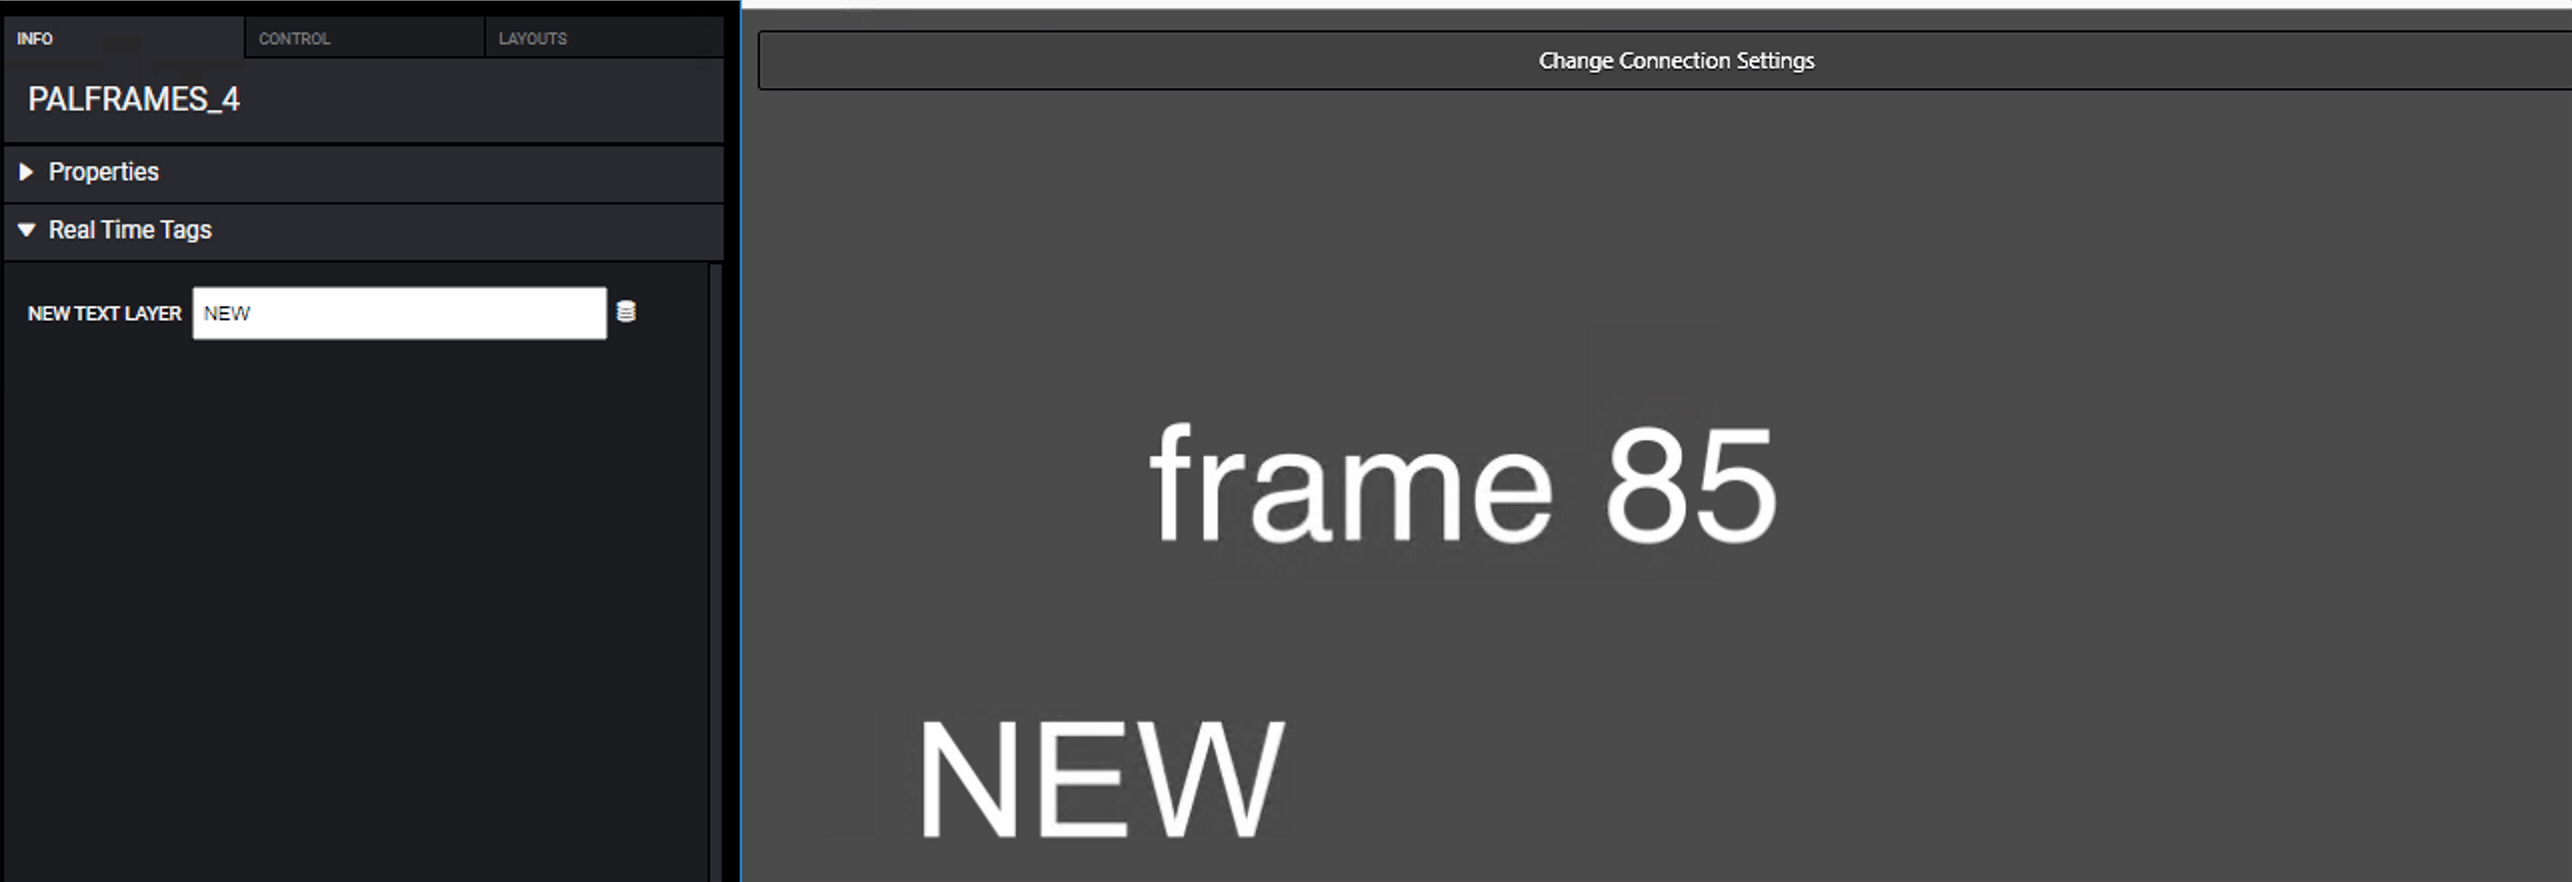 INFO CONTROL LAYOUTS
PALFRAMES_4
Properties
Real Time Tags
NEW TEXT LAYER NEW
Change Connection Settings
frame 85
NEW